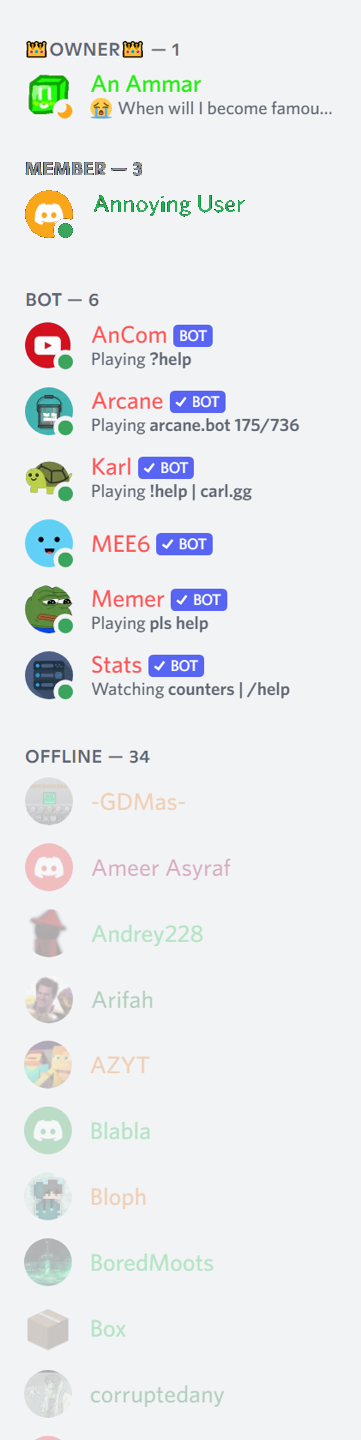 👑OWNER👑 — 1
An Ammar
😭 When will I become famou...
MEMBER — 3
Annoying User
BOT — 6
AnCom BOT
Playing ?help
Arcane ✓ BOT
Playing arcane.bot 175/736
Karl ✓ BOT
Playing !help | carl.gg
MEE6 ✓ BOT
Memer ✓ BOT
Playing pls help
Stats ✓ BOT
Watching counters | /help
OFFLINE — 34
-GDMas-
Ameer Asyraf
Andrey228
Arifah
AZYT
Blabla
Bloph
BoredMoots
Box
corruptedany